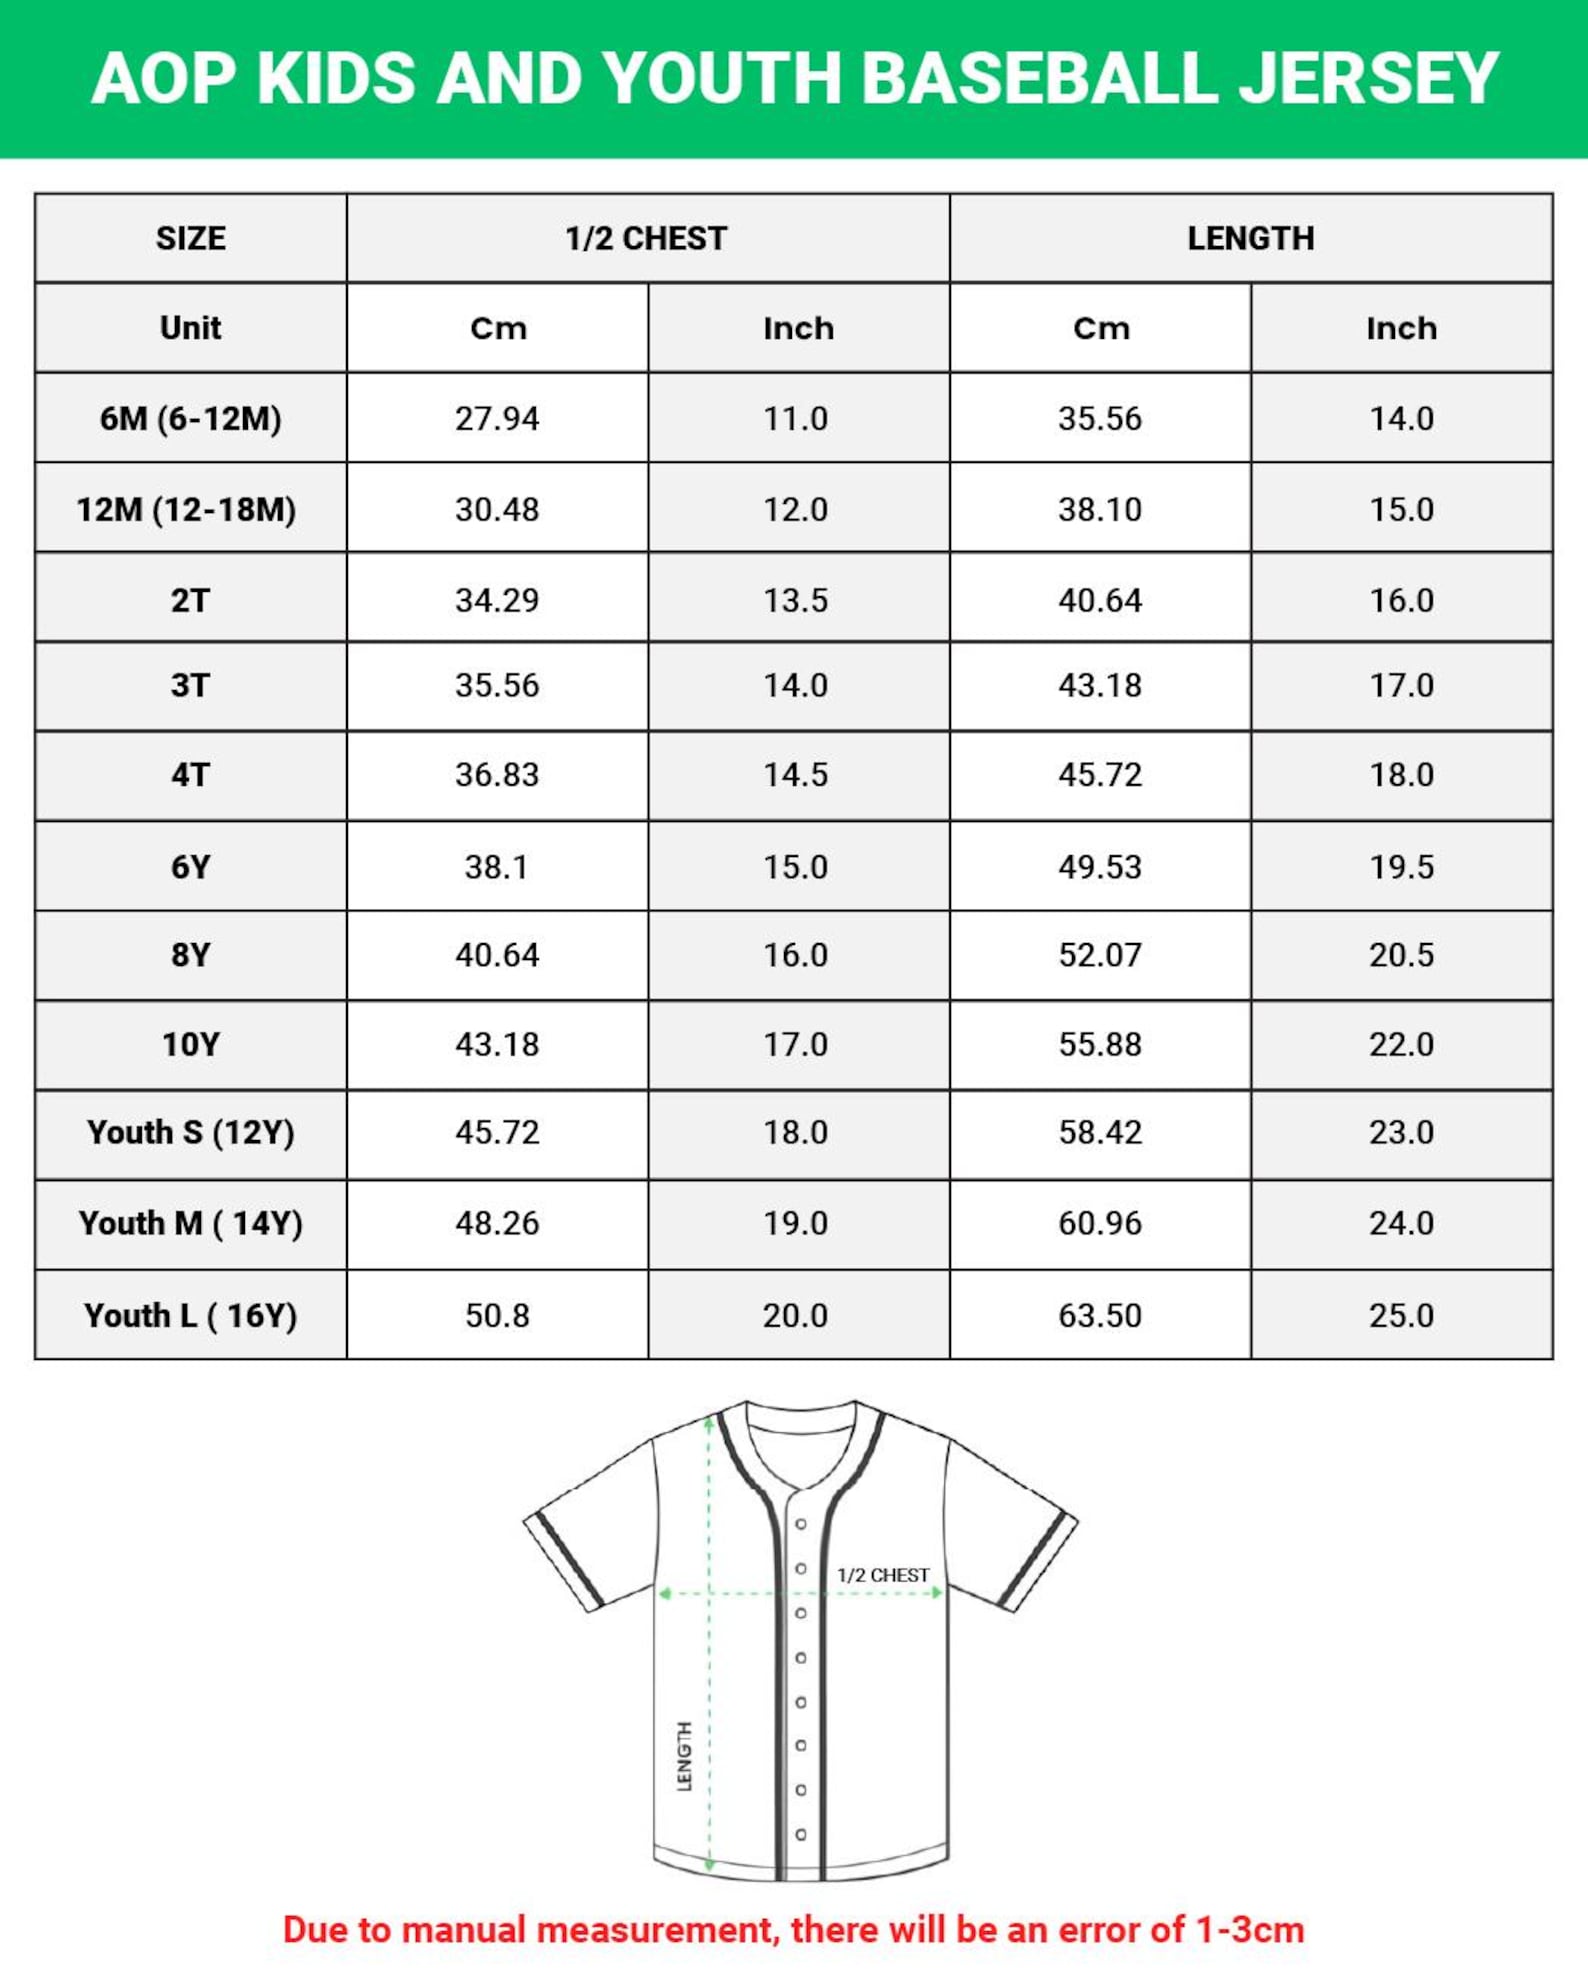 AOP KIDS AND YOUTH BASEBALL JERSEY
SIZE 1/2 CHEST LENGTH
Unit Cm Inch Cm Inch
6M (6-12M) 27.94 11.0 35.56 14.0
12M (12-18M) 30.48 12.0 38.10 15.0
2T 34.29 13.5 40.64 16.0
3T 35.56 14.0 43.18 17.0
4T 36.83 14.5 45.72 18.0
6Y 38.1 15.0 49.53 19.5
8Y 40.64 16.0 52.07 20.5
10Y 43.18 17.0 55.88 22.0
Youth S (12Y) 45.72 18.0 58.42 23.0
Youth M ( 14Y) 48.26 19.0 60.96 24.0
Youth L ( 16Y) 50.8 20.0 63.50 25.0
1/2 CHEST
LENGTH
Due to manual measurement, there will be an error of 1-3cm